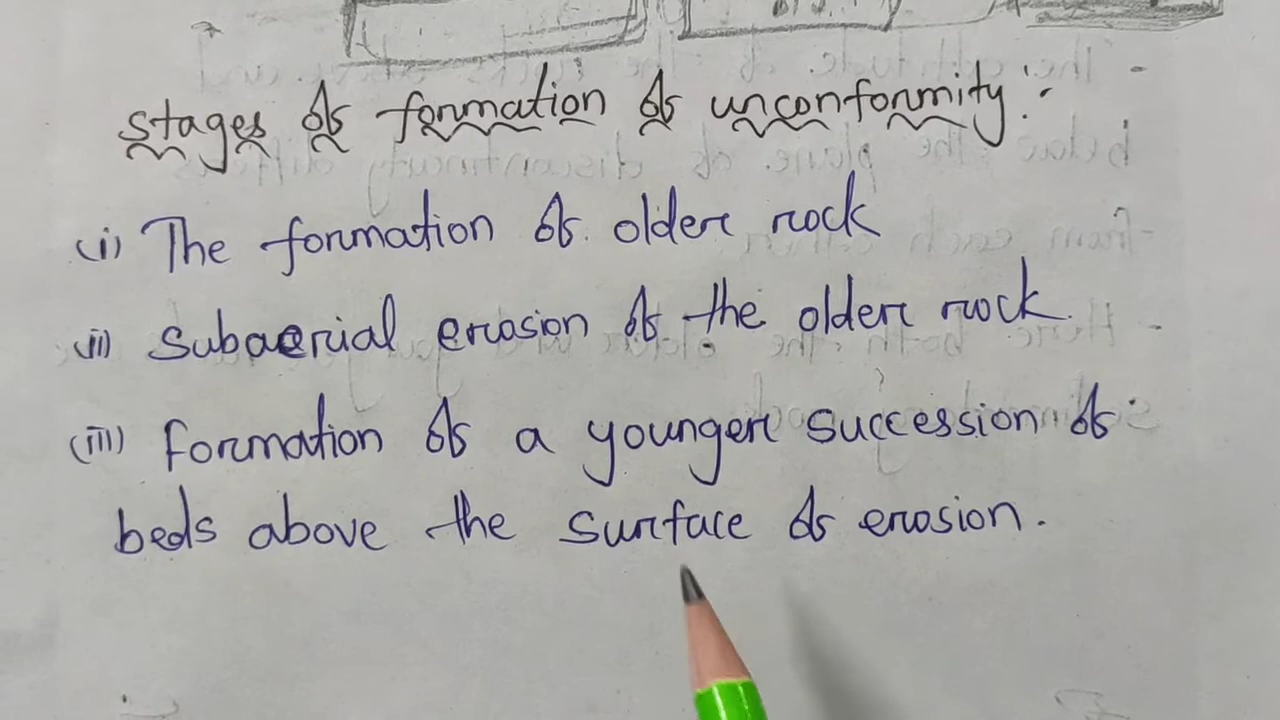 Stages of formation of unconformity :-
(i) The formation of older rock
(ii) Subaerial erosion of the older rock.
(iii) Formation of a younger succession of
beds above the surface of erosion.